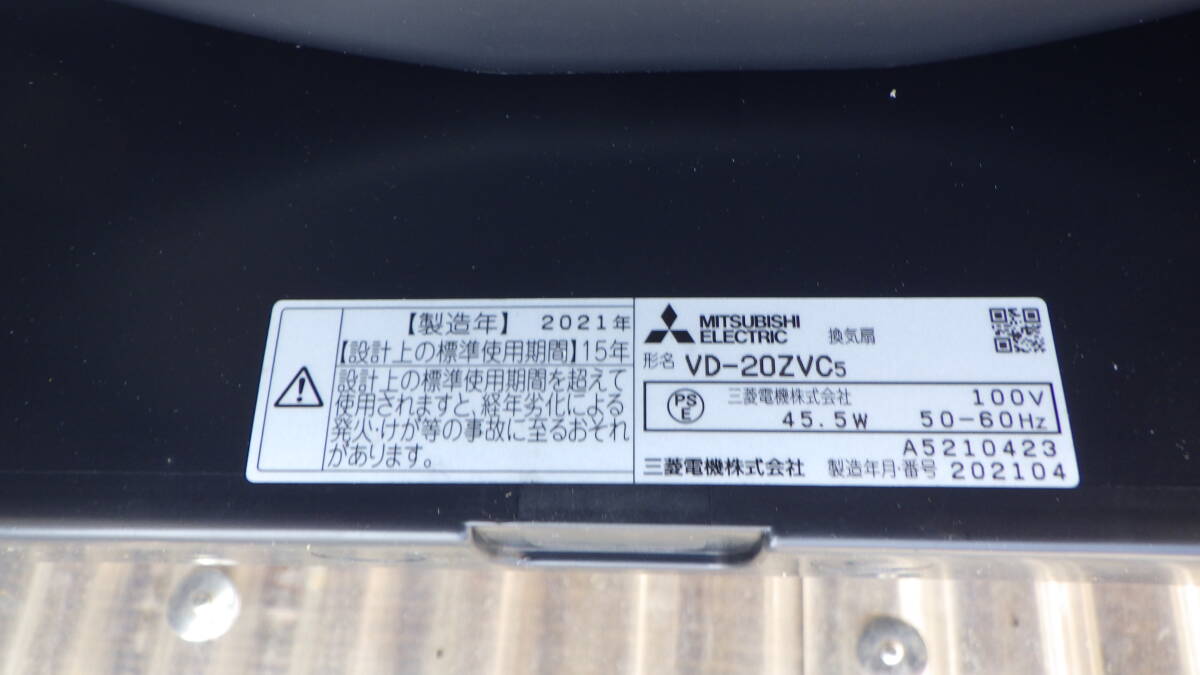 【製造年】 2021年
【設計上の標準使用期間】15年
設計上の標準使用期間を超えて
使用されますと、経年劣化による
発火・けが等の事故に至るおそれ
があります。
MITSUBISHI
ELECTRIC 換気扇
形名 VD-20ZVC5
PS
E
三菱電機株式会社 100V
45.5W 50-60Hz
A5210423
三菱電機株式会社 製造年月・番号 202104